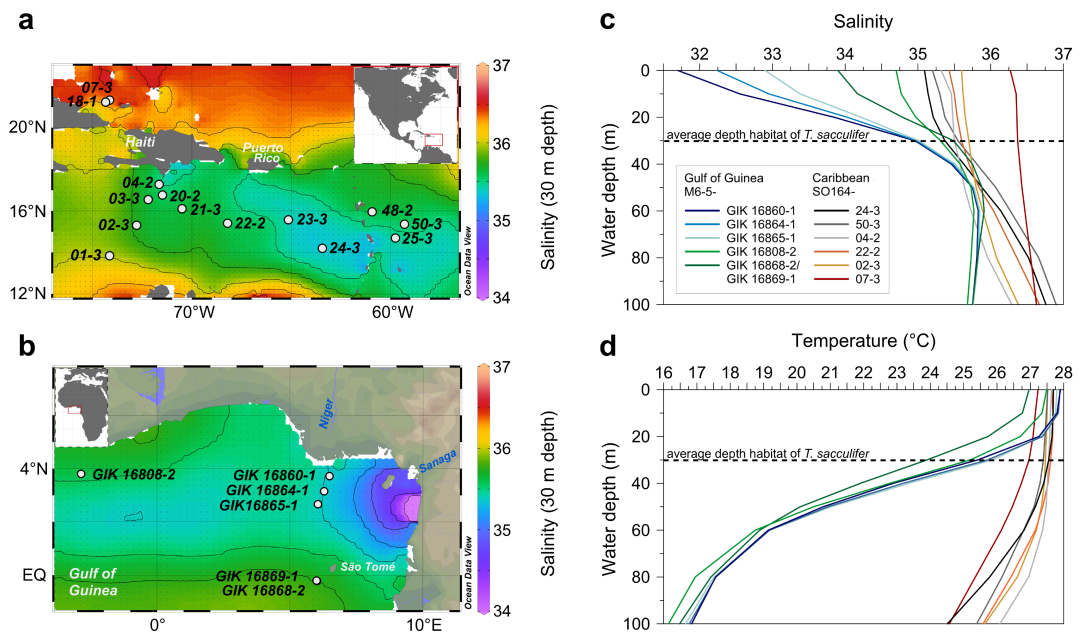 a
20°N
16°N
12°N
70°W
60°W
07-3
18-1
Haiti
Puerto
Rico
04-2
03-3
20-2
21-3
02-3
22-2
23-3
48-2
50-3
25-3
24-3
01-3
Ocean Data View
37
36
35
34
Salinity (30 m depth)
b
4°N
EQ
0°
10°E
Niger
Sanaga
GIK 16808-2
GIK 16860-1
GIK 16864-1
GIK16865-1
São Tomé
GIK 16869-1
GIK 16868-2
Gulf of
Guinea
Ocean Data View
37
36
35
34
Salinity (30 m depth)
c
Salinity
32 33 34 35 36 37
0
20
40
60
80
100
Water depth (m)
average depth habitat of T. sacculifer
Gulf of Guinea
M6-5-
GIK 16860-1
GIK 16864-1
GIK 16865-1
GIK 16808-2
GIK 16868-2/
GIK 16869-1
Caribbean
SO164-
24-3
50-3
04-2
22-2
02-3
07-3
d
Temperature (°C)
16 17 18 19 20 21 22 23 24 25 26 27 28
0
20
40
60
80
100
Water depth (m)
average depth habitat of T. sacculifer